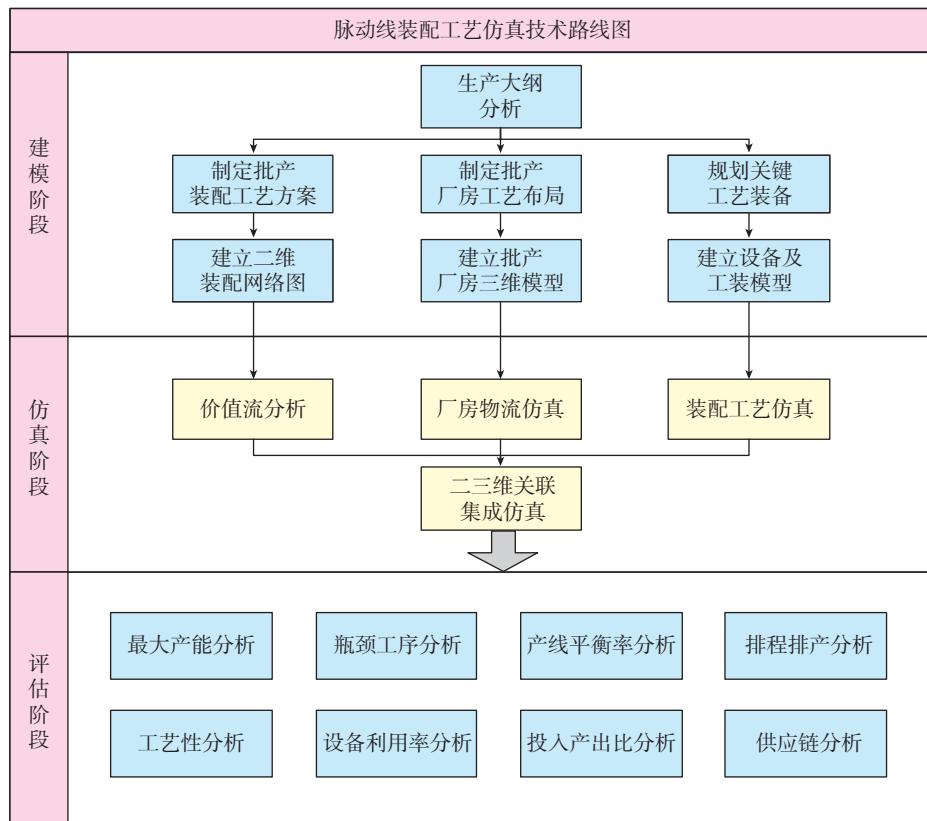 脉动线装配工艺仿真技术路线图
建模阶段
生产大纲
分析
制定批产
装配工艺方案
制定批产
厂房工艺布局
规划关键
工艺装备
建立二维
装配网络图
建立批产
厂房三维模型
建立设备及
工装模型
仿真阶段
价值流分析
厂房物流仿真
装配工艺仿真
二三维关联
集成仿真
评估阶段
最大产能分析
瓶颈工序分析
产线平衡率分析
排程排产分析
工艺性分析
设备利用率分析
投入产出比分析
供应链分析